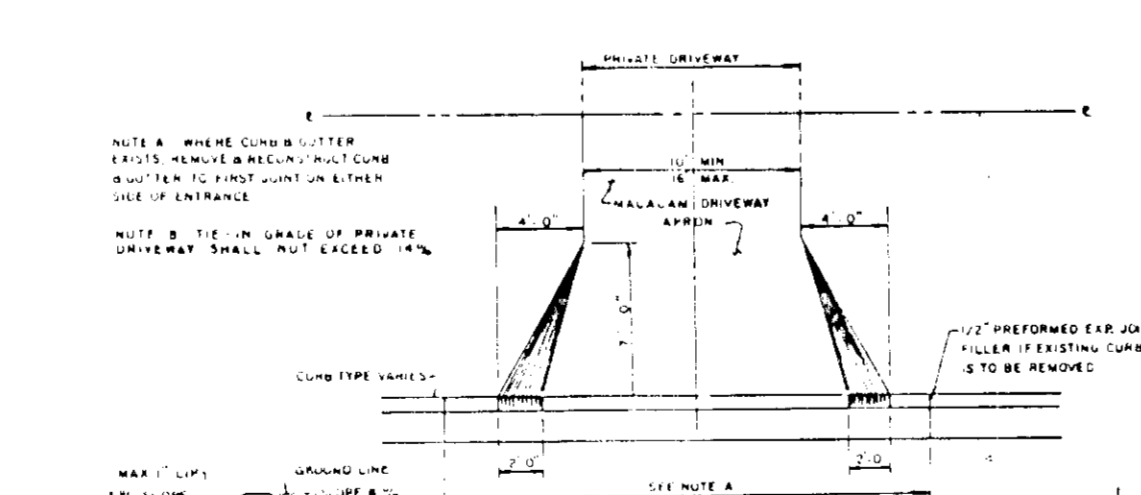 PRIVATE DRIVEWAY
NOTE A WHERE CURB & GUTTER
EXISTS, REMOVE & RECONSTRUCT CURB
& GUTTER TO FIRST JOINT ON EITHER
SIDE OF ENTRANCE
NOTE B TIE-IN GRADE OF PRIVATE
DRIVEWAY SHALL NOT EXCEED 14%
10' MIN
16' MAX.
MACADAM DRIVEWAY
APRON
4'-0"
4'-0"
7'-0"
1/2" PREFORMED EXP. JOI
FILLER IF EXISTING CURB
IS TO BE REMOVED
CURB TYPE VARIES
2'0"
2'-0
MAX 1" LIP
GROUND LINE
SEE NOTE A
SLOPE